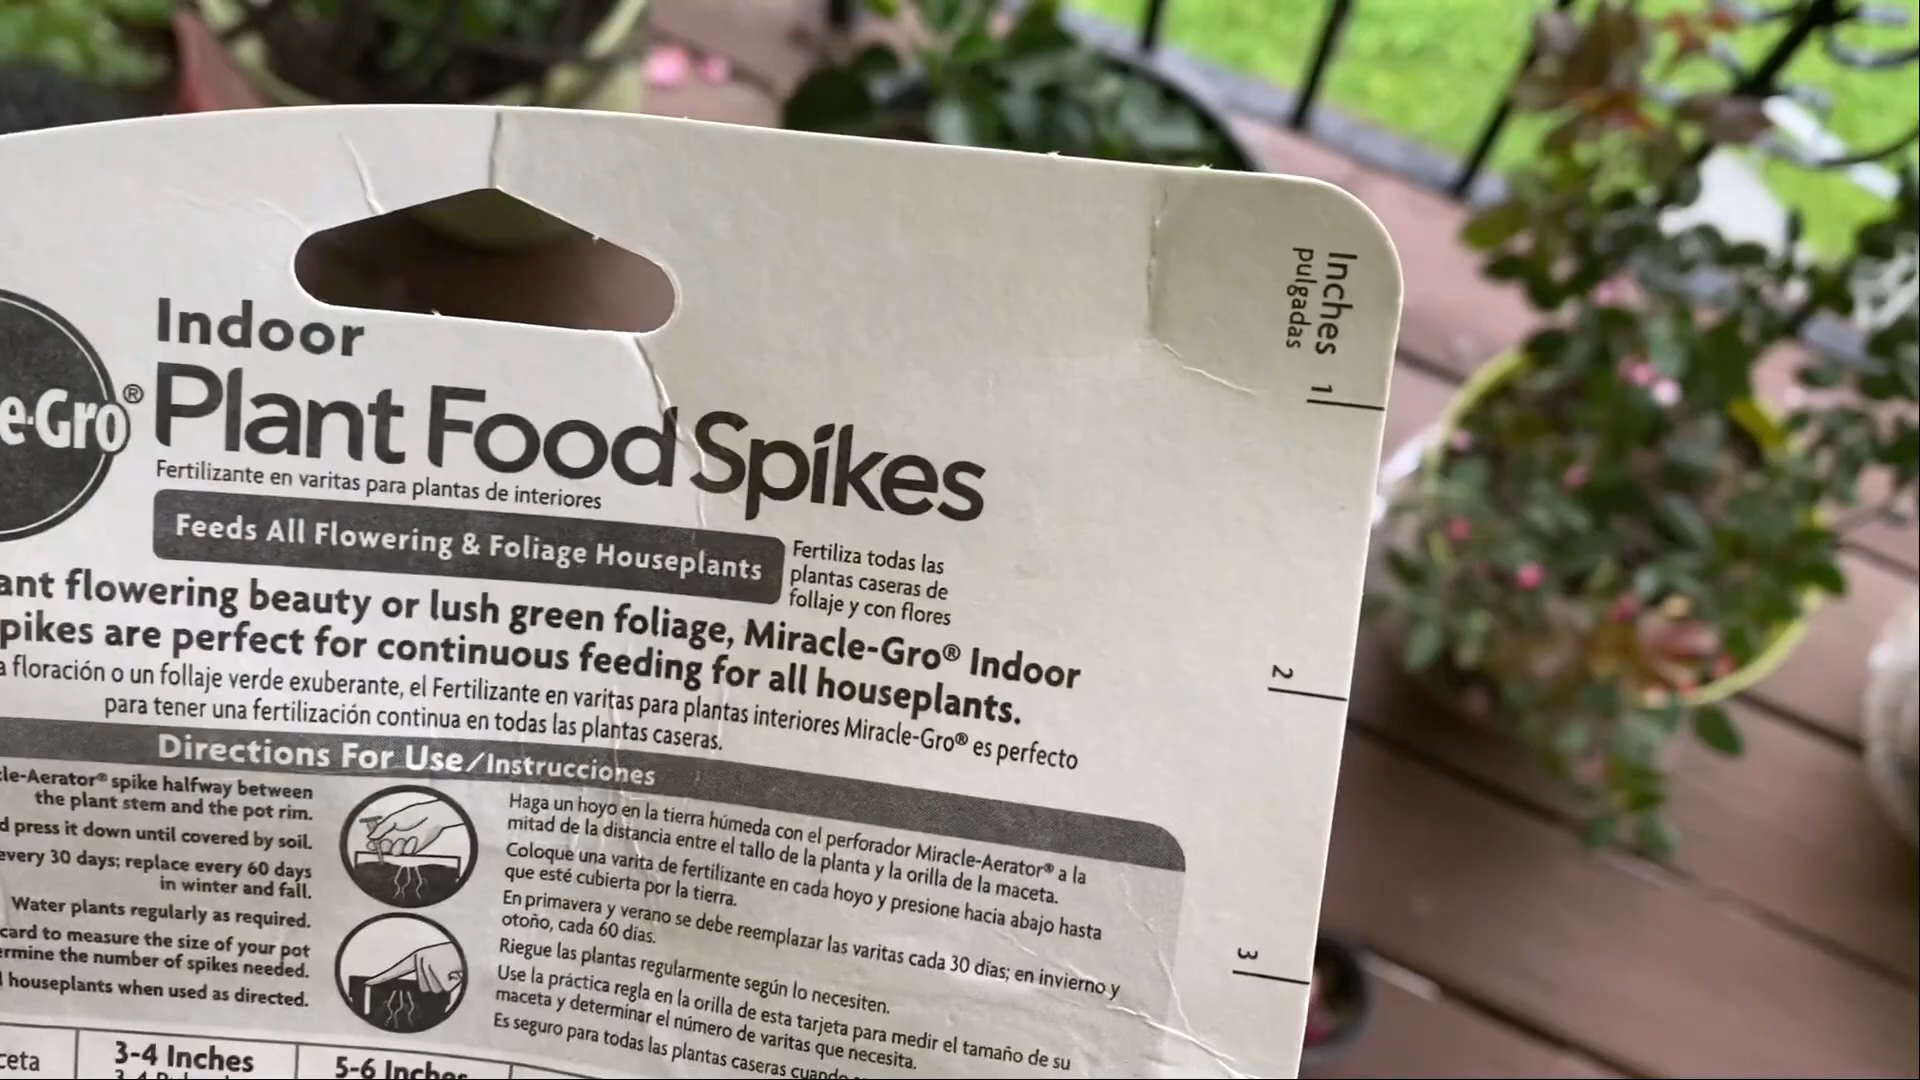 Inches
pulgadas
1
2
3
Indoor
e-Gro®
Plant Food Spikes
Fertilizante en varitas para plantas de interiores
Feeds All Flowering & Foliage Houseplants
Fertiliza todas las
plantas caseras de
follaje y con flores
ant flowering beauty or lush green foliage, Miracle-Gro® Indoor
pikes are perfect for continuous feeding for all houseplants.
a floración o un follaje verde exuberante, el Fertilizante en varitas para plantas interiores Miracle-Gro® es perfecto
para tener una fertilización continua en todas las plantas caseras.
Directions For Use/Instrucciones
cle-Aerator® spike halfway between
the plant stem and the pot rim.
d press it down until covered by soil.
every 30 days; replace every 60 days
in winter and fall.
Water plants regularly as required.
card to measure the size of your pot
ermine the number of spikes needed.
houseplants when used as directed.
Haga un hoyo en la tierra húmeda con el perforador Miracle-Aerator® a la
mitad de la distancia entre el tallo de la planta y la orilla de la maceta.
Coloque una varita de fertilizante en cada hoyo y presione hacia abajo hasta
que esté cubierta por la tierra.
En primavera y verano se debe reemplazar las varitas cada 30 días; en invierno y
otoño, cada 60 días.
Riegue las plantas regularmente según lo necesiten.
Use la práctica regla en la orilla de esta tarjeta para medir el tamaño de su
maceta y determinar el número de varitas que necesita.
Es seguro para todas las plantas caseras cuando
ceta
3-4 Inches
5-6 Inches